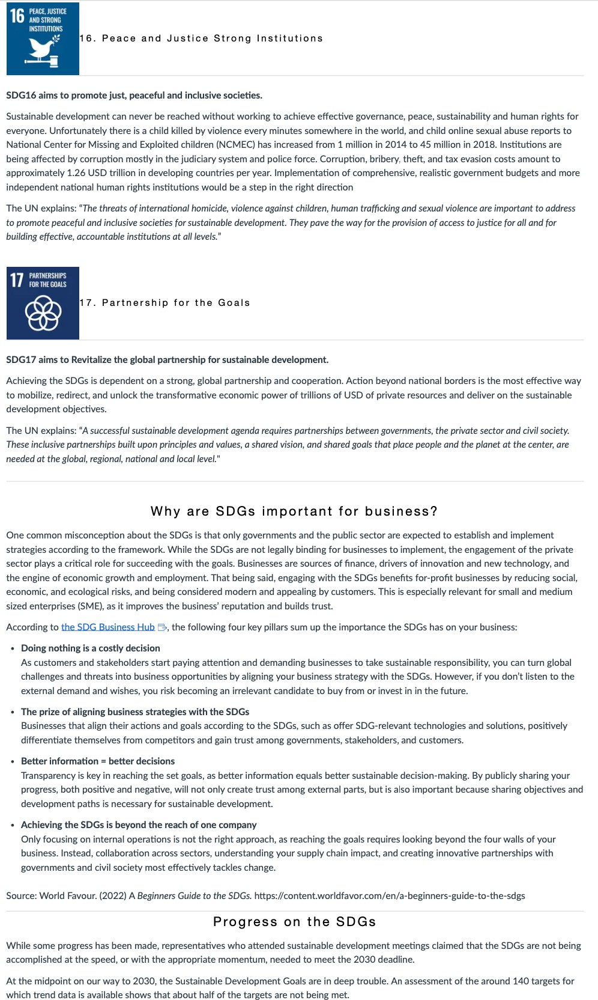 16 PEACE, JUSTICE
AND STRONG
INSTITUTIONS
16. Peace and Justice Strong Institutions
SDG16 aims to promote just, peaceful and inclusive societies.
Sustainable development can never be reached without working to achieve effective governance, peace, sustainability and human rights for
everyone. Unfortunately there is a child killed by violence every minutes somewhere in the world, and child online sexual abuse reports to
National Center for Missing and Exploited children (NCMEC) has increased from 1 million in 2014 to 45 million in 2018. Institutions are
being affected by corruption mostly in the judiciary system and police force. Corruption, bribery, theft, and tax evasion costs amount to
approximately 1.26 USD trillion in developing countries per year. Implementation of comprehensive, realistic government budgets and more
independent national human rights institutions would be a step in the right direction
The UN explains: “The threats of international homicide, violence against children, human trafficking and sexual violence are important to address
to promote peaceful and inclusive societies for sustainable development. They pave the way for the provision of access to justice for all and for
building effective, accountable institutions at all levels.”
17 PARTNERSHIPS
FOR THE GOALS
17. Partnership for the Goals
SDG17 aims to Revitalize the global partnership for sustainable development.
Achieving the SDGs is dependent on a strong, global partnership and cooperation. Action beyond national borders is the most effective way
to mobilize, redirect, and unlock the transformative economic power of trillions of USD of private resources and deliver on the sustainable
development objectives.
The UN explains: “A successful sustainable development agenda requires partnerships between governments, the private sector and civil society.
These inclusive partnerships built upon principles and values, a shared vision, and shared goals that place people and the planet at the center, are
needed at the global, regional, national and local level."
Why are SDGs important for business?
One common misconception about the SDGs is that only governments and the public sector are expected to establish and implement
strategies according to the framework. While the SDGs are not legally binding for businesses to implement, the engagement of the private
sector plays a critical role for succeeding with the goals. Businesses are sources of finance, drivers of innovation and new technology, and
the engine of economic growth and employment. That being said, engaging with the SDGs benefits for-profit businesses by reducing social,
economic, and ecological risks, and being considered modern and appealing by customers. This is especially relevant for small and medium
sized enterprises (SME), as it improves the business’ reputation and builds trust.
According to the SDG Business Hub, the following four key pillars sum up the importance the SDGs has on your business:
• Doing nothing is a costly decision
As customers and stakeholders start paying attention and demanding businesses to take sustainable responsibility, you can turn global
challenges and threats into business opportunities by aligning your business strategy with the SDGs. However, if you don’t listen to the
external demand and wishes, you risk becoming an irrelevant candidate to buy from or invest in in the future.
• The prize of aligning business strategies with the SDGs
Businesses that align their actions and goals according to the SDGs, such as offer SDG-relevant technologies and solutions, positively
differentiate themselves from competitors and gain trust among governments, stakeholders, and customers.
• Better information = better decisions
Transparency is key in reaching the set goals, as better information equals better sustainable decision-making. By publicly sharing your
progress, both positive and negative, will not only create trust among external parts, but is also important because sharing objectives and
development paths is necessary for sustainable development.
• Achieving the SDGs is beyond the reach of one company
Only focusing on internal operations is not the right approach, as reaching the goals requires looking beyond the four walls of your
business. Instead, collaboration across sectors, understanding your supply chain impact, and creating innovative partnerships with
governments and civil society most effectively tackles change.
Source: World Favour. (2022) A Beginners Guide to the SDGs. https://content.worldfavor.com/en/a-beginners-guide-to-the-sdgs
Progress on the SDGs
While some progress has been made, representatives who attended sustainable development meetings claimed that the SDGs are not being
accomplished at the speed, or with the appropriate momentum, needed to meet the 2030 deadline.
At the midpoint on our way to 2030, the Sustainable Development Goals are in deep trouble. An assessment of the around 140 targets for
which trend data is available shows that about half of the targets are not being met.